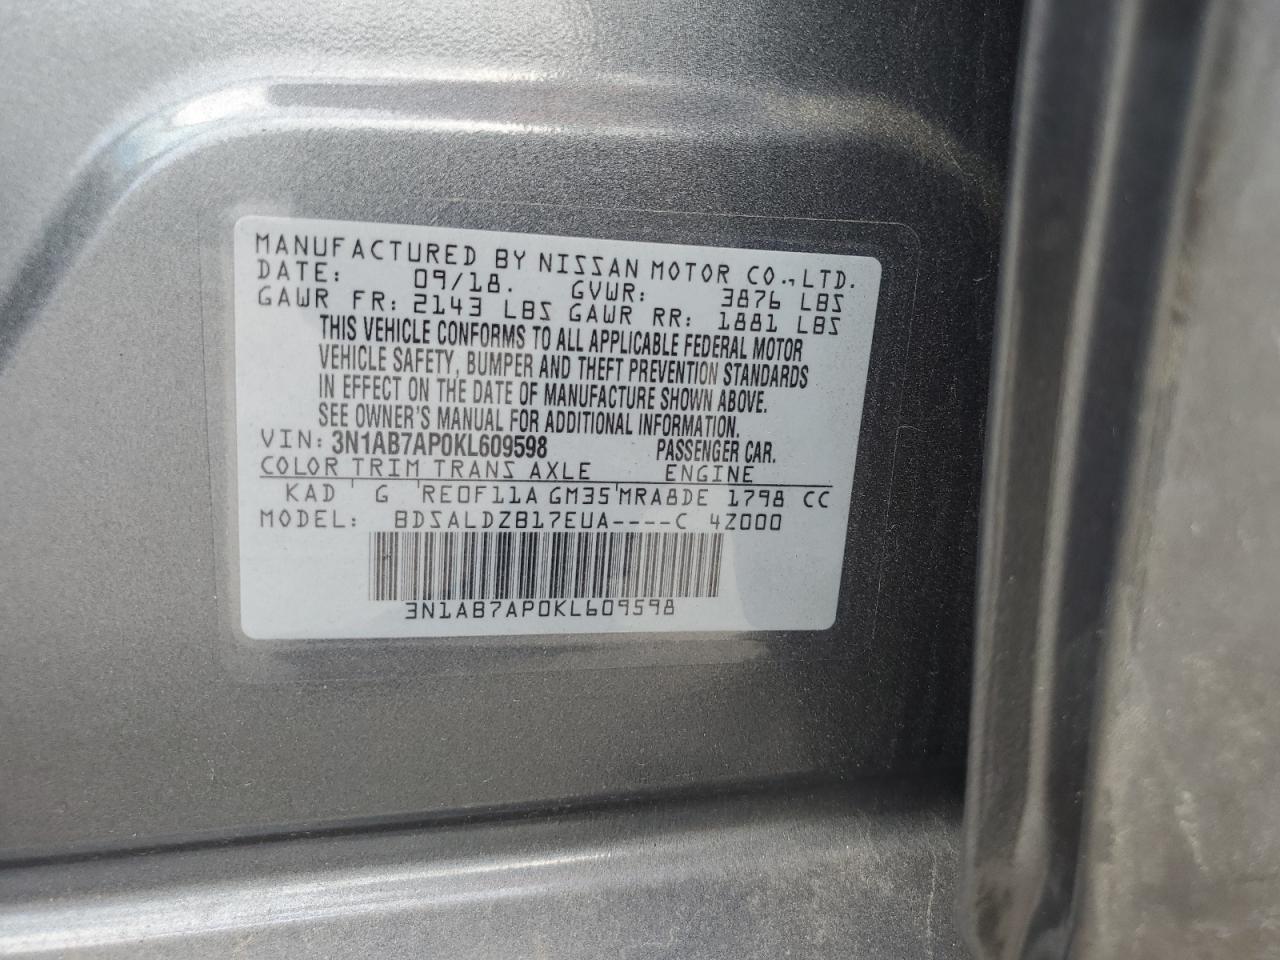 MANUFACTURED BY NISSAN MOTOR CO.,LTD.
DATE: 09/18. GVWR: 3876 LBS
GAWR FR: 2143 LBS GAWR RR: 1881 LBS
THIS VEHICLE CONFORMS TO ALL APPLICABLE FEDERAL MOTOR
VEHICLE SAFETY, BUMPER AND THEFT PREVENTION STANDARDS
IN EFFECT ON THE DATE OF MANUFACTURE SHOWN ABOVE.
SEE OWNER'S MANUAL FOR ADDITIONAL INFORMATION.
VIN: 3N1AB7AP0KL609598 PASSENGER CAR.
COLOR TRIM TRANS AXLE ENGINE
KAD ' G ' RE0F11A GM35'MRA8DE 1798 CC
MODEL: BDSALDZB17EUA----C 4Z000
3N1AB7AP0KL609598